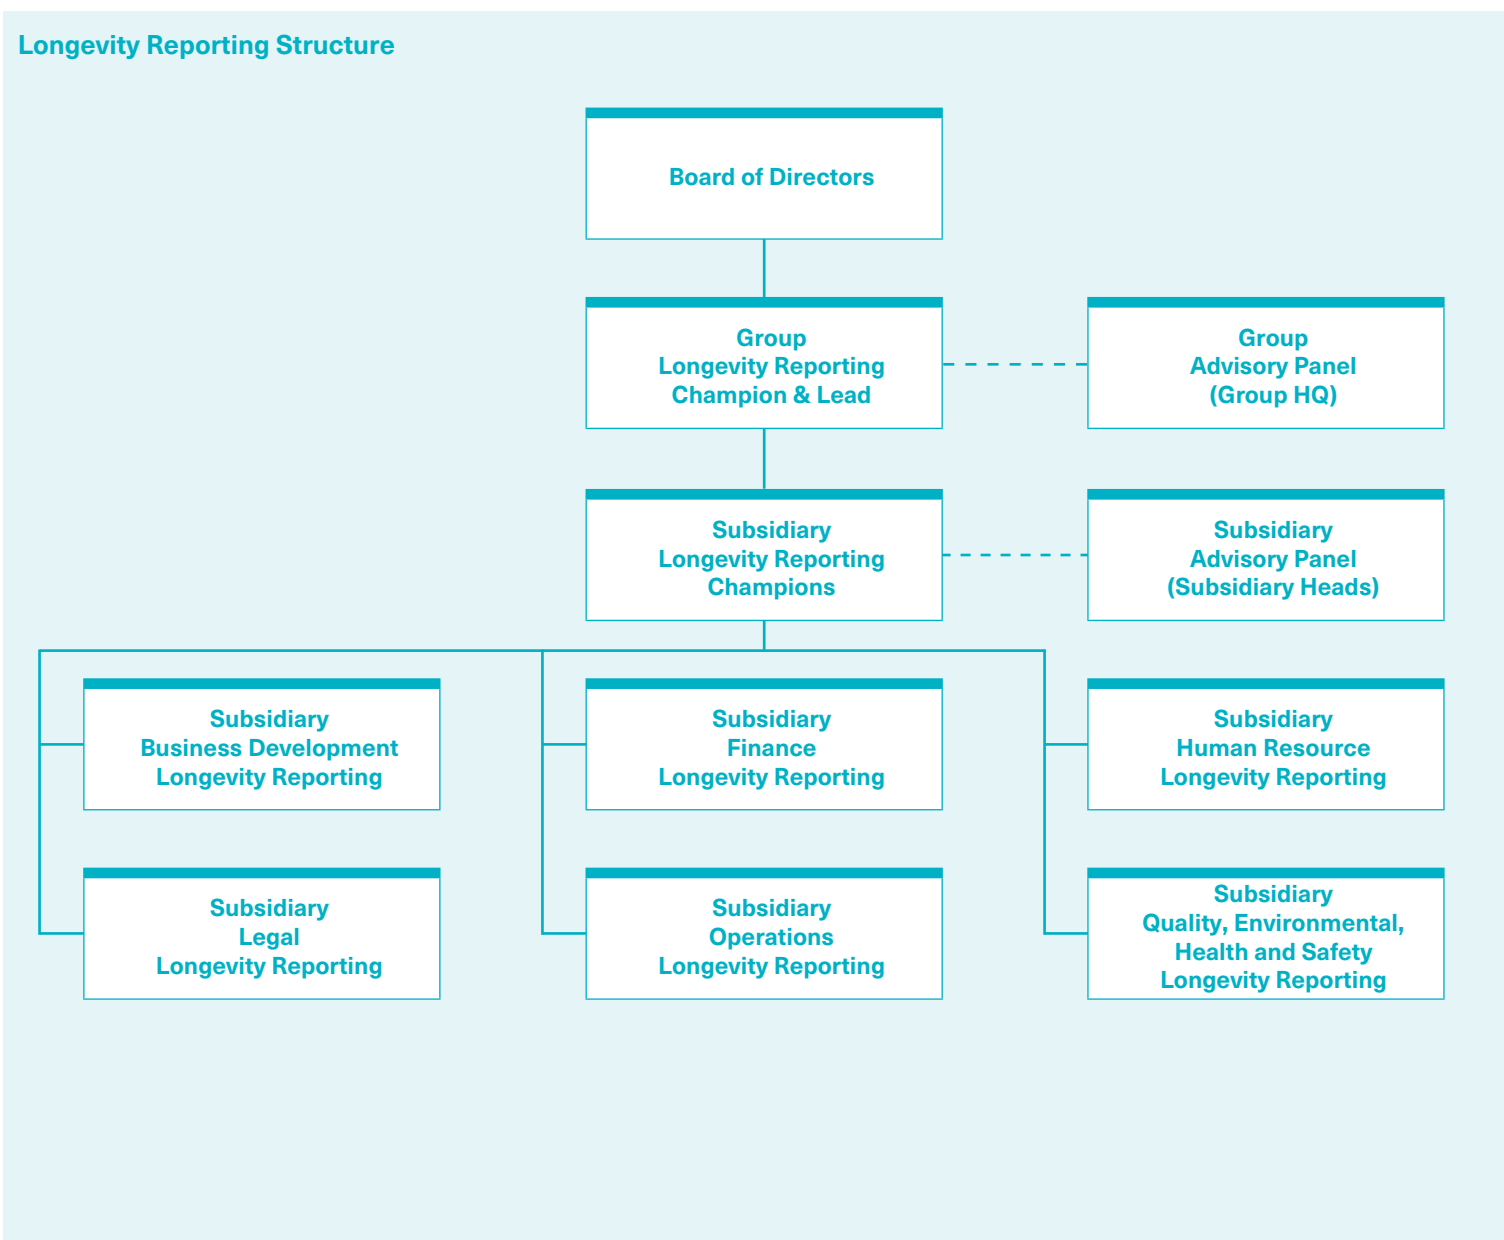 Longevity Reporting Structure
Board of Directors
Group
Longevity Reporting
Champion & Lead
Group
Advisory Panel
(Group HQ)
Subsidiary
Longevity Reporting
Champions
Subsidiary
Advisory Panel
(Subsidiary Heads)
Subsidiary
Business Development
Longevity Reporting
Subsidiary
Finance
Longevity Reporting
Subsidiary
Human Resource
Longevity Reporting
Subsidiary
Legal
Longevity Reporting
Subsidiary
Operations
Longevity Reporting
Subsidiary
Quality, Environmental,
Health and Safety
Longevity Reporting